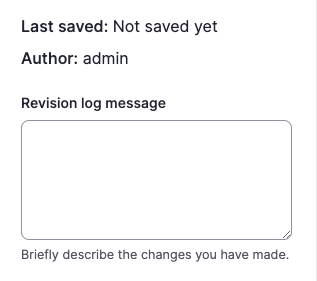 Last saved: Not saved yet
Author: admin
Revision log message
Briefly describe the changes you have made.